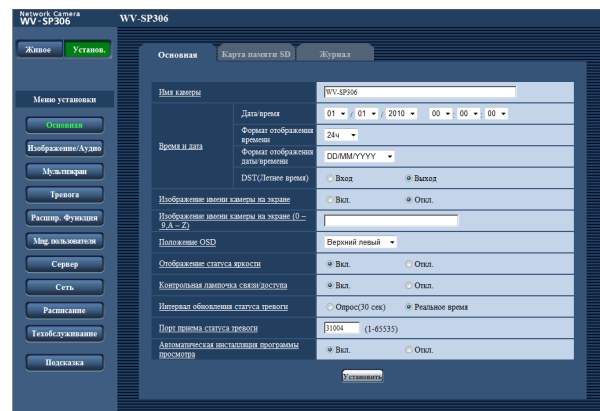 Network Camera
WV-SP306
WV-SP306
Живое Установ.
Меню установки
Основная
Изображение/Аудио
Мультиэкран
Тревога
Расшир. Функция
Mng. пользователя
Сервер
Сеть
Расписание
Техобслуживание
Подсказка
Основная Карта памяти SD Журнал
Имя камеры WV-SP306
Время и дата
Дата/время 01 / 01 / 2010 00 : 00 : 00
Формат отображения
времени 24ч
Формат отображения
даты/времени DD/MM/YYYY
DST(Летнее время) Вход Выход
Изображение имени
камеры на экране Вкл. Откл.
Изображение имени камеры на экране (0 –
9,A – Z)
Положение OSD Верхний левый
Отображение статуса яркости Вкл. Откл.
Контрольная лампочка связи/доступа Вкл. Откл.
Интервал обновления статуса тревоги Опрос(30 сек) Реальное время
Порт приема статуса тревоги 31004 (1-65535)
Автоматическая инсталляция программы
просмотра Вкл. Откл.
Установить